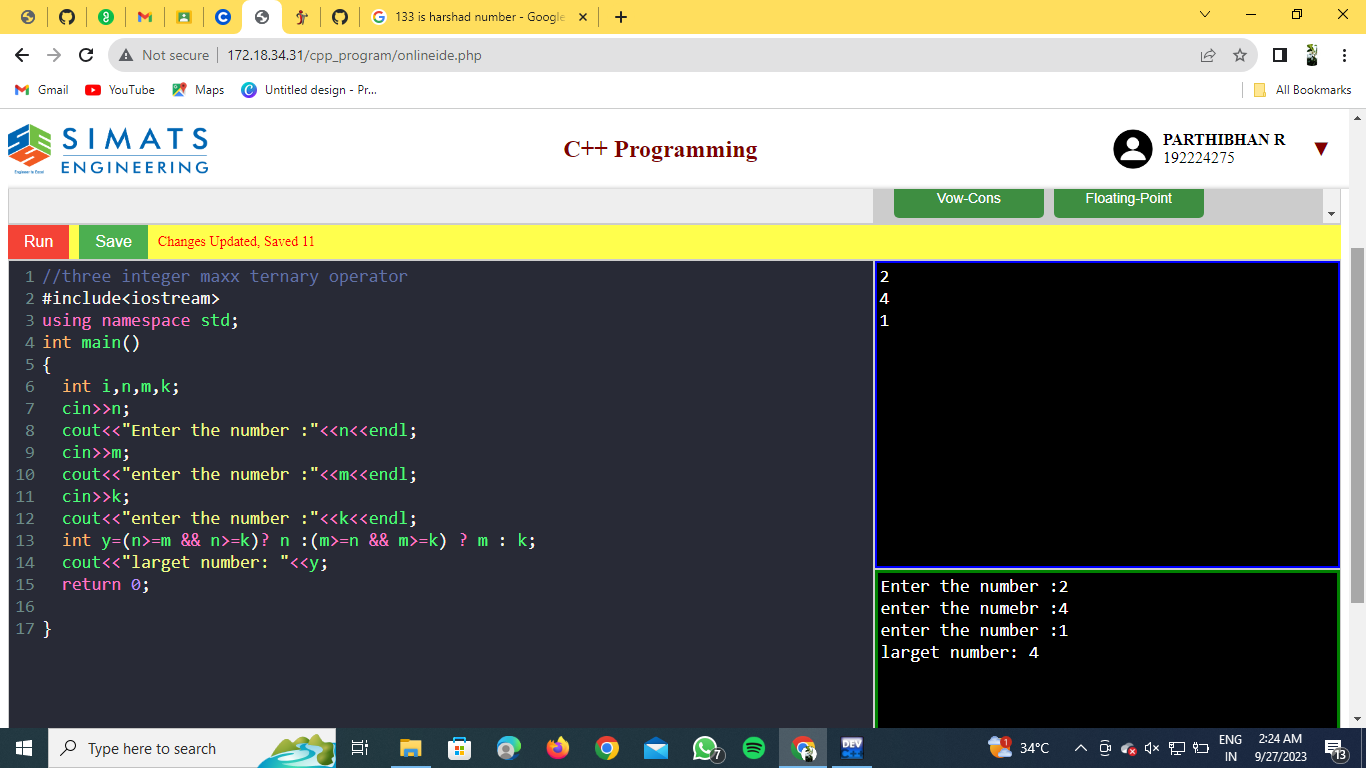 133 is harshad number - Google
Not secure
172.18.34.31/cpp_program/onlineide.php
Gmail
YouTube
Maps
Untitled design - Pr...
All Bookmarks
SIMATS
ENGINEERING
Engineer to Excel
C++ Programming
PARTHIBHAN R
192224275
Vow-Cons
Floating-Point
Run
Save
Changes Updated, Saved 11
1 //three integer maxx ternary operator
2 #include<iostream>
3 using namespace std;
4 int main()
5 {
6 int i,n,m,k;
7 cin>>n;
8 cout<<"Enter the number :"<<n<<endl;
9 cin>>m;
10 cout<<"enter the numebr :"<<m<<endl;
11 cin>>k;
12 cout<<"enter the number :"<<k<<endl;
13 int y=(n>=m && n>=k)? n :(m>=n && m>=k) ? m : k;
14 cout<<"larget number: "<<y;
15 return 0;
16
17 }
2
4
1
Enter the number :2
enter the numebr :4
enter the number :1
larget number: 4
Type here to search
7
DEV
1
34°C
ENG
IN
2:24 AM
9/27/2023
13